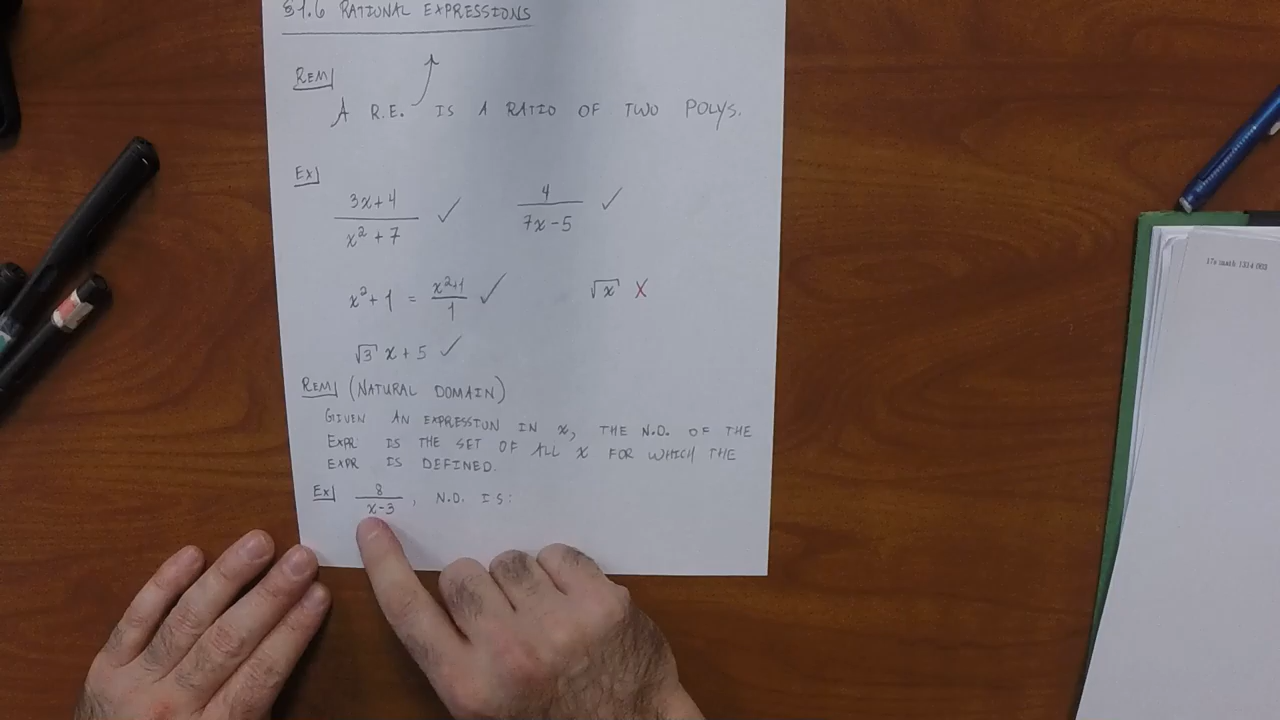 §1.6 RATIONAL EXPRESSIONS
REM
A R.E. IS A RATIO OF TWO POLYS.
EX
3x+4 / x²+7 ✓ 4 / 7x-5 ✓
x²+1 = x²+1 / 1 ✓ √x X
√3 x + 5 ✓
REM (NATURAL DOMAIN)
GIVEN AN EXPRESSION IN x, THE N.D. OF THE
EXPR IS THE SET OF ALL x FOR WHICH THE
EXPR IS DEFINED.
EX 8 / x-3 , N.D. IS: